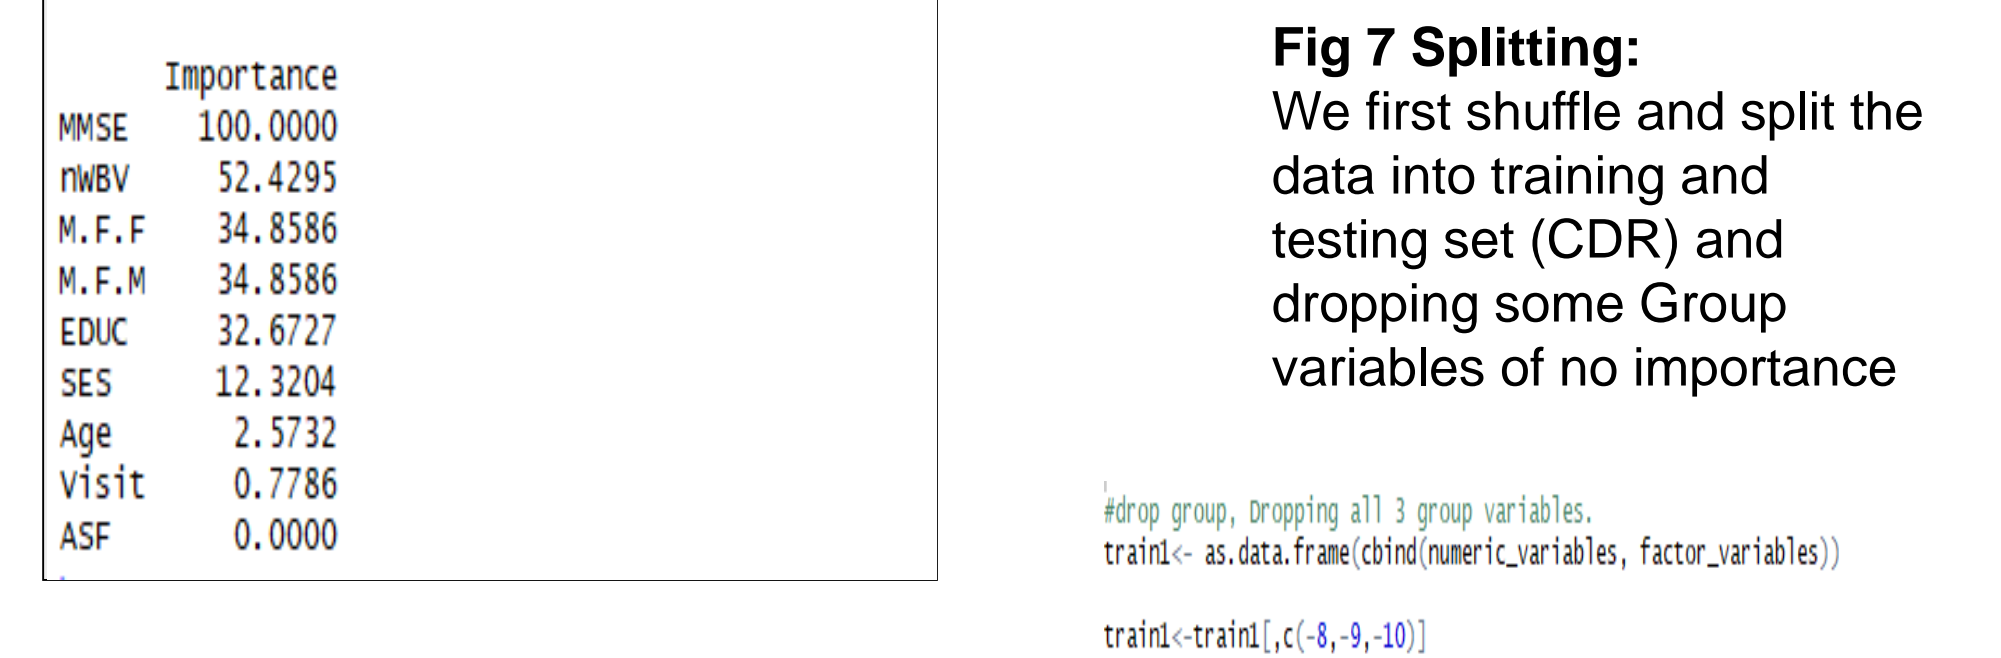 Importance
MMSE 100.0000
nWBV 52.4295
M.F.F 34.8586
M.F.M 34.8586
EDUC 32.6727
SES 12.3204
Age 2.5732
Visit 0.7786
ASF 0.0000
Fig 7 Splitting:
We first shuffle and split the
data into training and
testing set (CDR) and
dropping some Group
variables of no importance
#drop group, Dropping all 3 group variables.
train1<- as.data.frame(cbind(numeric_variables, factor_variables))
train1<-train1[,c(-8,-9,-10)]